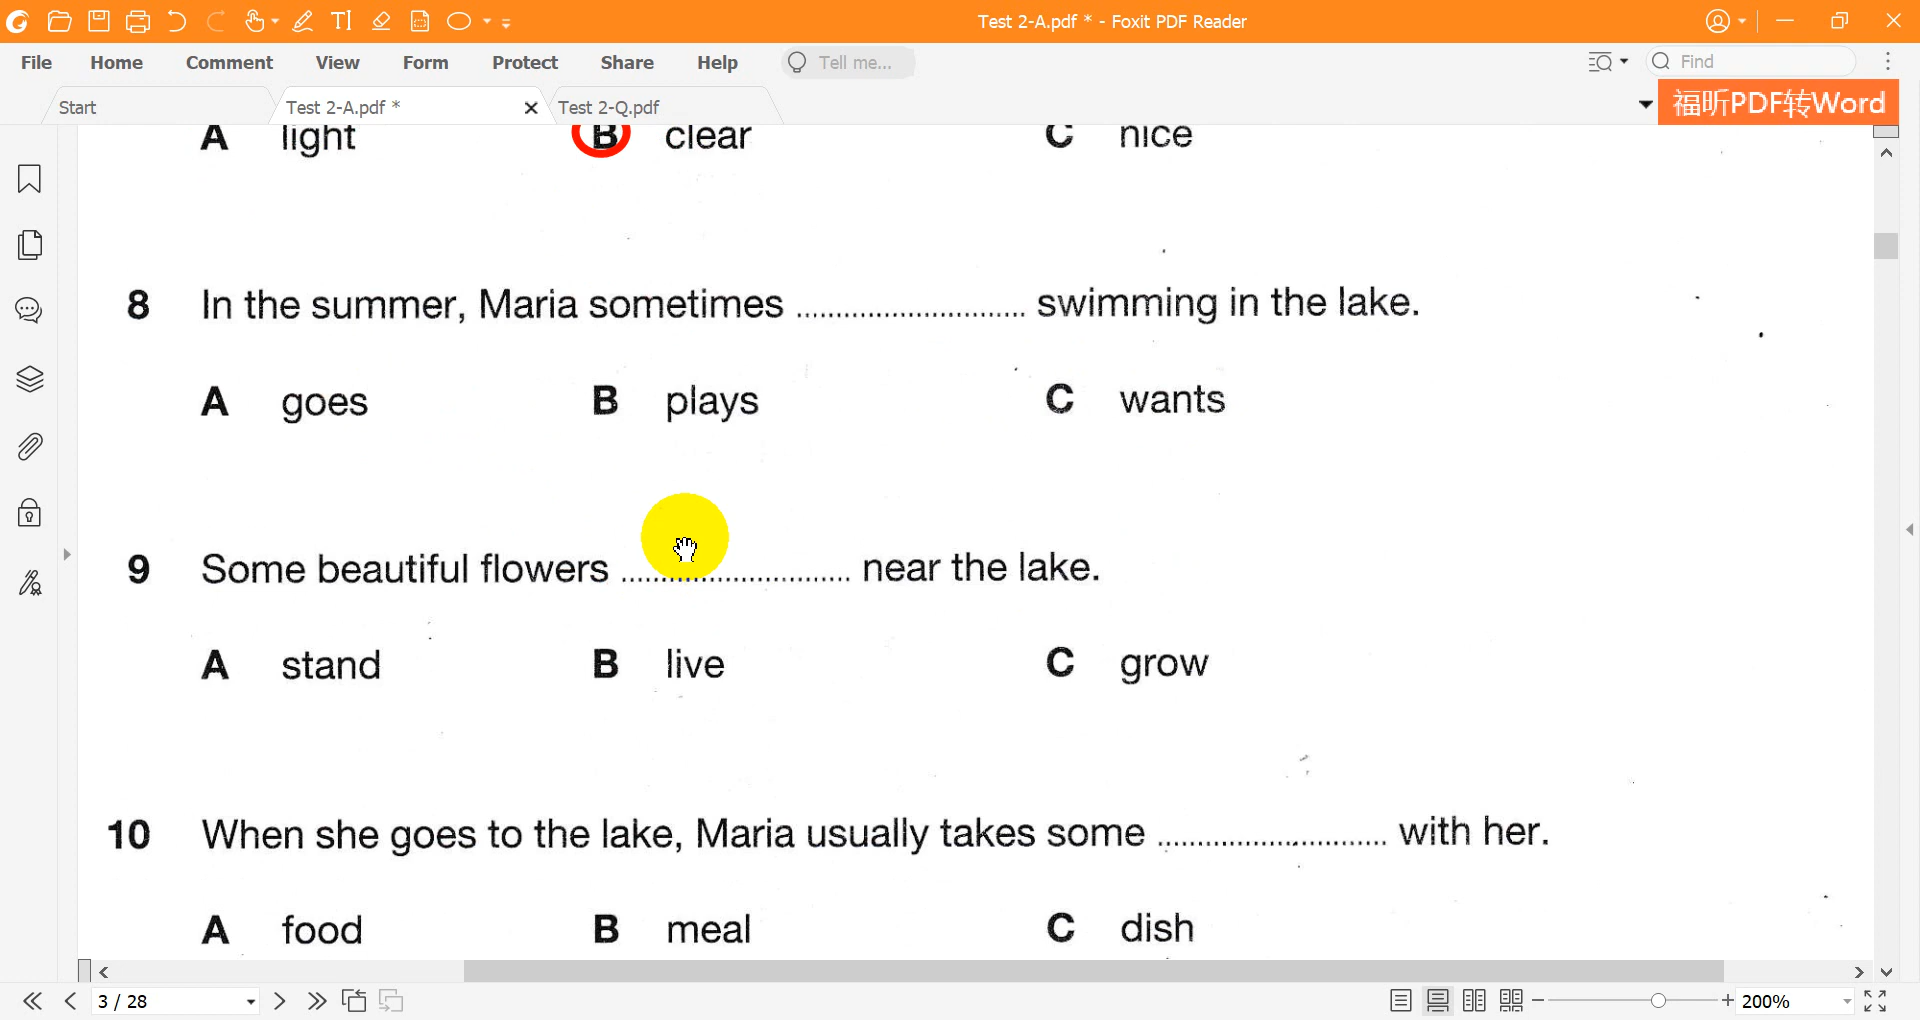 Test 2-A.pdf * - Foxit PDF Reader
File Home Comment View Form Protect Share Help Tell me... Find
Start Test 2-A.pdf * Test 2-Q.pdf 福昕PDF转Word
A light B clear C nice
8 In the summer, Maria sometimes ............................. swimming in the lake.
A goes B plays C wants
9 Some beautiful flowers ............................. near the lake.
A stand B live C grow
10 When she goes to the lake, Maria usually takes some ............................. with her.
A food B meal C dish
3 / 28 200%